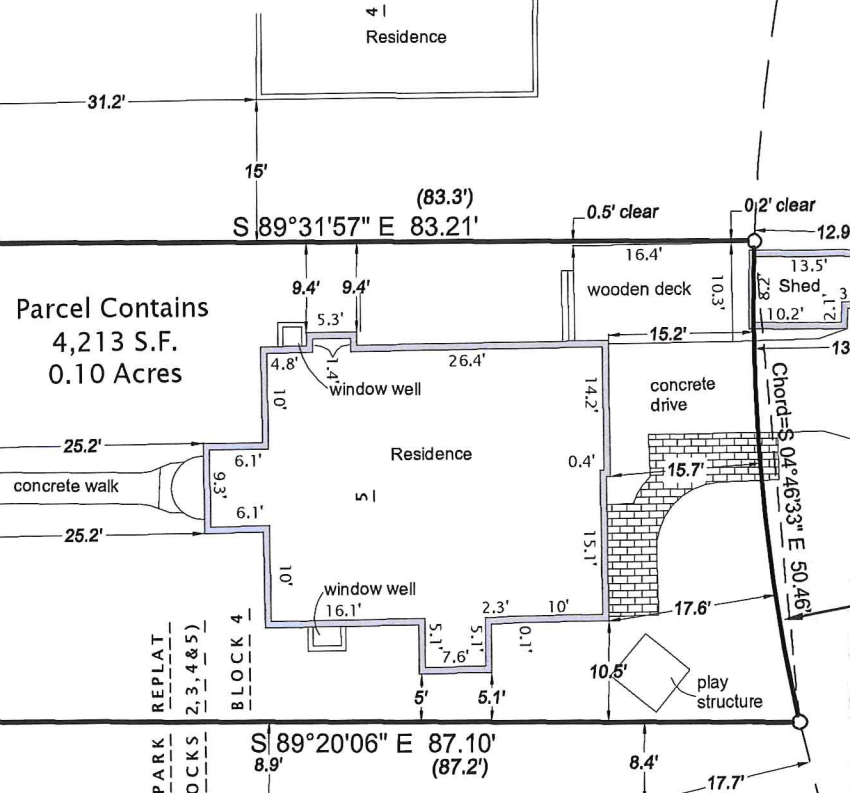 4
Residence
31.2'
15'
(83.3')
S 89°31'57" E 83.21'
0.5' clear
0.2' clear
12.9
16.4'
13.5'
Shed
8.2'
2.1'
3
10.2'
wooden deck
10.3'
9.4'
9.4'
Parcel Contains
4,213 S.F.
0.10 Acres
5.3'
15.2'
13
4.8'
1.4'
26.4'
window well
10'
14.2'
concrete
drive
Chord=S 04°46'33" E 50.46'
25.2'
6.1'
Residence
0.4'
15.7'
concrete walk
9.3'
5
6.1'
25.2'
15.1'
10'
window well
16.1'
2.3'
10'
17.6'
5.1'
5.1'
0.1'
7.6'
10.5'
play
structure
5'
5.1'
PARK REPLAT
OCKS 2,3,4&5)
BLOCK 4
S 89°20'06" E 87.10'
(87.2')
8.9'
8.4'
17.7'